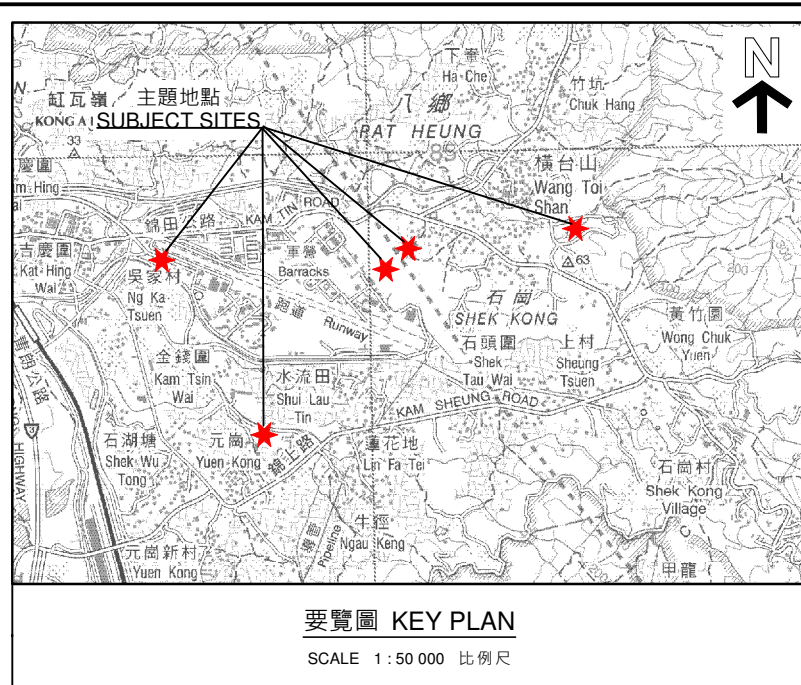 下輋
Ha Che
竹坑
Chuk Hang
N
缸瓦嶺
主題地點
SUBJECT SITES
八鄉
PAT HEUNG
33
慶圍
橫台山
Wang Toi
Shan
錦田公路
KAM TIN ROAD
吉慶圍
Kat Hing
Wai
吳家村
Ng Ka
Tsuen
軍營
Barracks
63
跑道
Runway
石崗
SHEK KONG
黃竹園
Wong Chuk
Yuen
石頭圍
Shek
Tau Wai
上村
Sheung
Tsuen
金錢圍
Kam Tsin
Wai
水流田
Shui Lau
Tin
KAM SHEUNG ROAD
錦上路
石湖塘
Shek Wu
Tong
元崗
Yuen Kong
蓮花地
Lin Fa Tei
石崗村
Shek Kong
Village
HIGHWAY
Pipeline
牛徑
Ngau Keng
元崗新村
Yuen Kong
甲龍
要覽圖 KEY PLAN
SCALE 1 : 50 000 比例尺